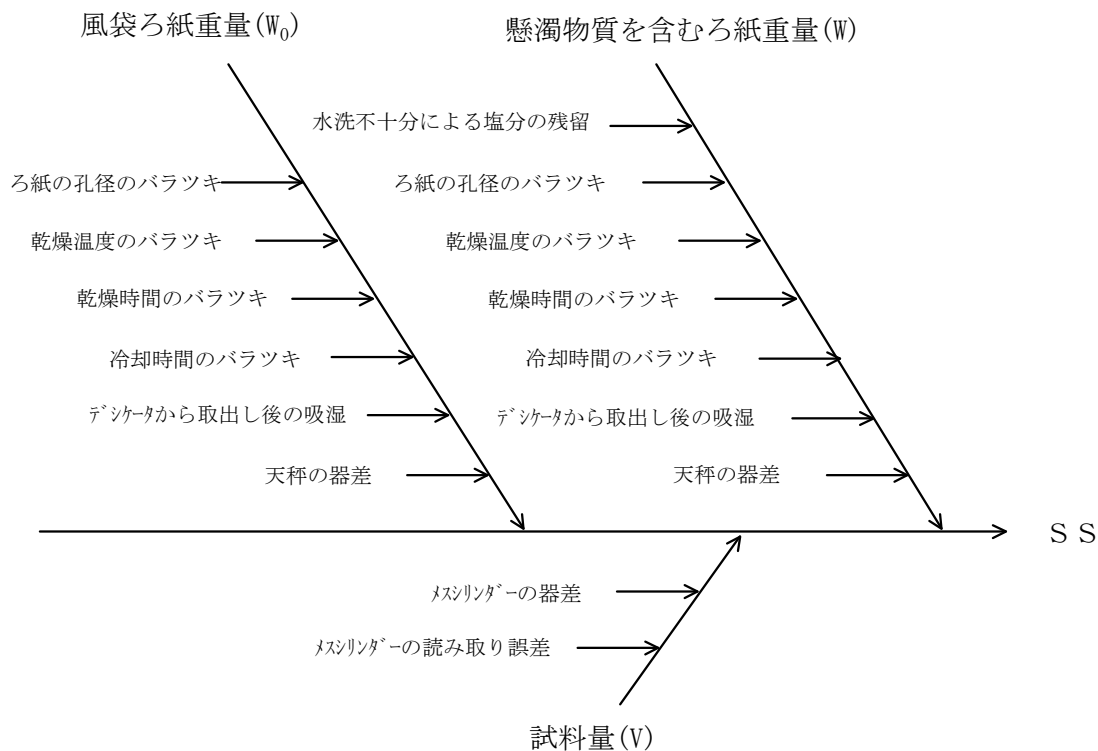 風袋ろ紙重量(W₀)
懸濁物質を含むろ紙重量(W)
水洗不十分による塩分の残留
ろ紙の孔径のバラツキ
ろ紙の孔径のバラツキ
乾燥温度のバラツキ
乾燥温度のバラツキ
乾燥時間のバラツキ
乾燥時間のバラツキ
冷却時間のバラツキ
冷却時間のバラツキ
ﾃﾞｼｹｰﾀから取出し後の吸湿
ﾃﾞｼｹｰﾀから取出し後の吸湿
天秤の器差
天秤の器差
ＳＳ
ﾒｽｼﾘﾝﾀﾞｰの器差
ﾒｽｼﾘﾝﾀﾞｰの読み取り誤差
試料量(V)